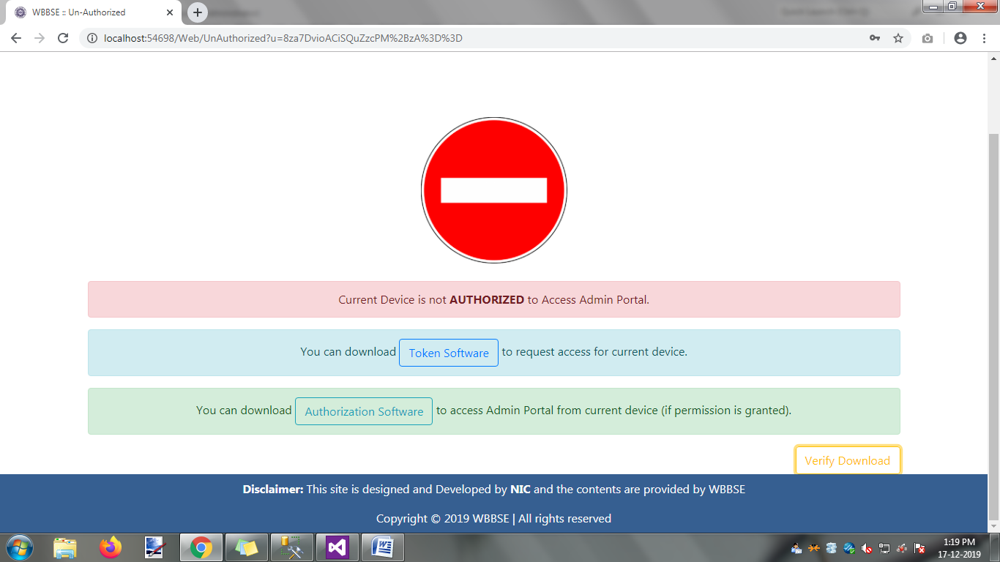 WBBSE :: Un-Authorized
localhost:54698/Web/UnAuthorized?u=8za7DvioACiSQuZzcPM%2BzA%3D%3D
Current Device is not AUTHORIZED to Access Admin Portal.
You can download Token Software to request access for current device.
You can download Authorization Software to access Admin Portal from current device (if permission is granted).
Verify Download
Disclaimer: This site is designed and Developed by NIC and the contents are provided by WBBSE
Copyright © 2019 WBBSE | All rights reserved
1:19 PM
17-12-2019